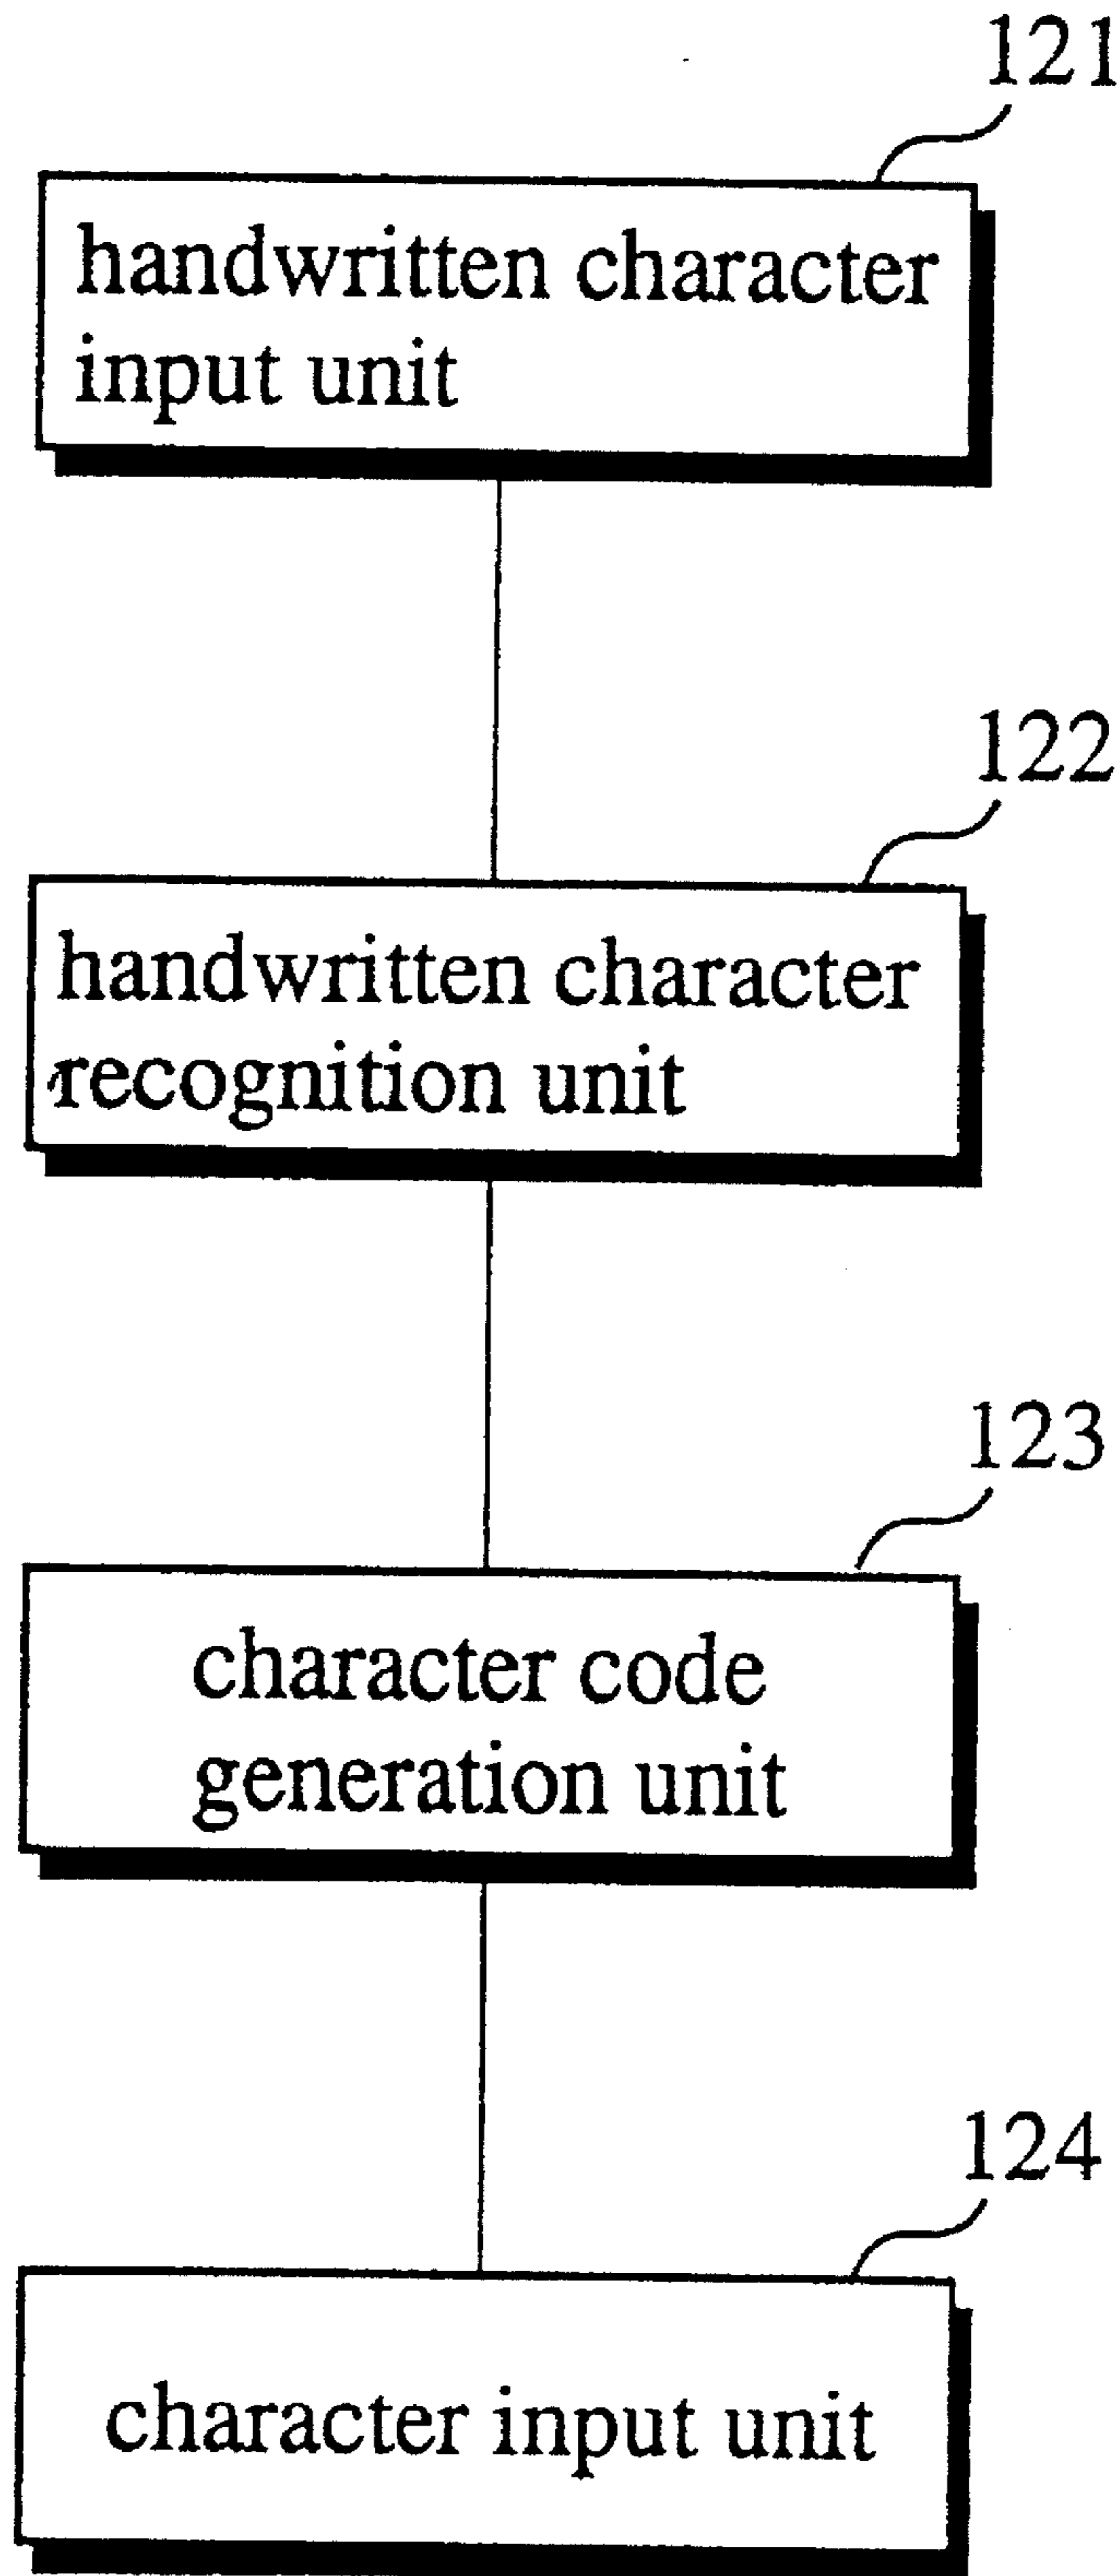 121
handwritten character
input unit
122
handwritten character
recognition unit
123
character code
generation unit
124
character input unit